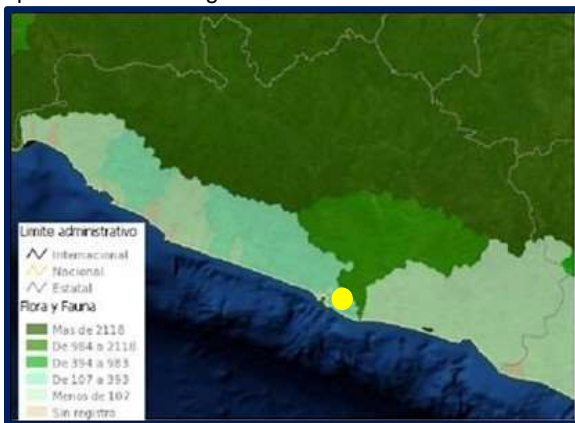 Limite administrativo
Internacional
Nacional
Estatal
Flora y Fauna
Mas de 2118
De 984 a 2118
De 394 a 983
De 107 a 393
Menos de 107
Sin registro